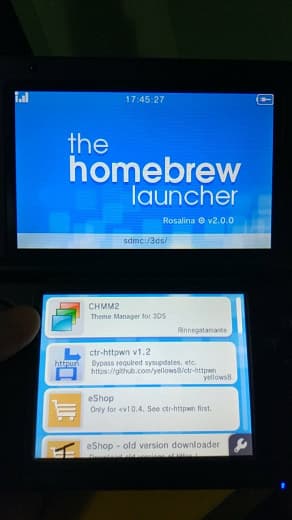 17:45:27
the
homebrew
launcher
Rosalina v2.0.0
sdmc:/3ds/
CHMM2
Theme Manager for 3DS
Rinnegatamante
ctr-httpwn v1.2
httpwn
Bypass required sysupdates, etc.
https://github.com/yellows8/ctr-httpwn
yellows8
eShop
Only for <v10.4. See ctr-httpwn first.
eShop - old version downloader